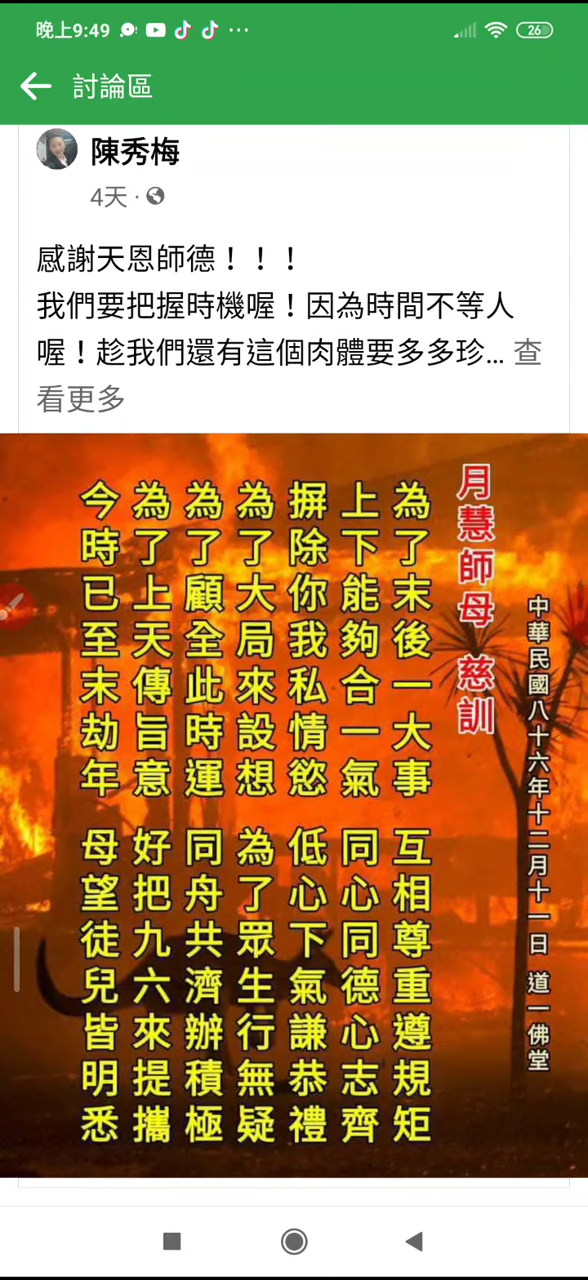 晚上9:49
26
討論區
陳秀梅
4天
感謝天恩師德！！！
我們要把握時機喔！因為時間不等人
喔！趁我們還有這個肉體要多多珍... 查
看更多
中華民國八十六年十二月十一日 道一佛堂
月慧師母 慈訓
為了末後一大事 互相尊重遵規矩
上下能夠合一氣 同心同德心志齊
摒除你我私情慾 低心下氣謙恭禮
為了大局來設想 為了眾生行無疑
為了顧全此時運 同舟共濟辦積極
為了上天傳旨意 好把九六來提攜
今時已至末劫年 母望徒兒皆明悉